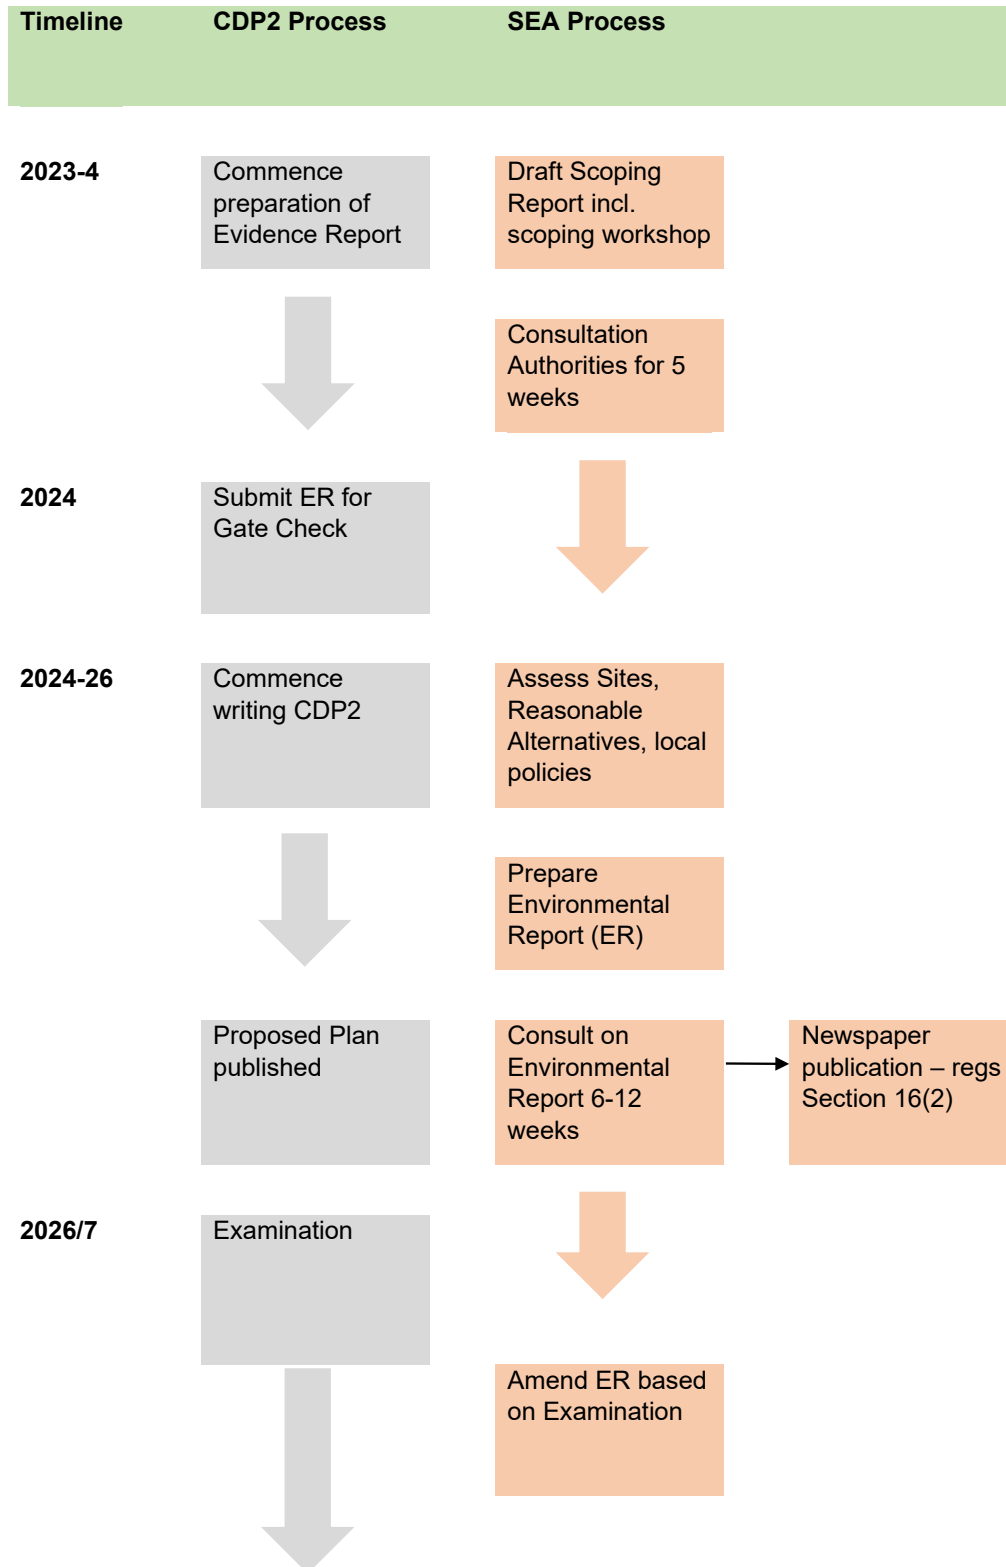 Timeline
CDP2 Process
SEA Process
2023-4
Commence
preparation of
Evidence Report
Draft Scoping
Report incl.
scoping workshop
Consultation
Authorities for 5
weeks
2024
Submit ER for
Gate Check
2024-26
Commence
writing CDP2
Assess Sites,
Reasonable
Alternatives, local
policies
Prepare
Environmental
Report (ER)
Proposed Plan
published
Consult on
Environmental
Report 6-12
weeks
Newspaper
publication – regs
Section 16(2)
2026/7
Examination
Amend ER based
on Examination